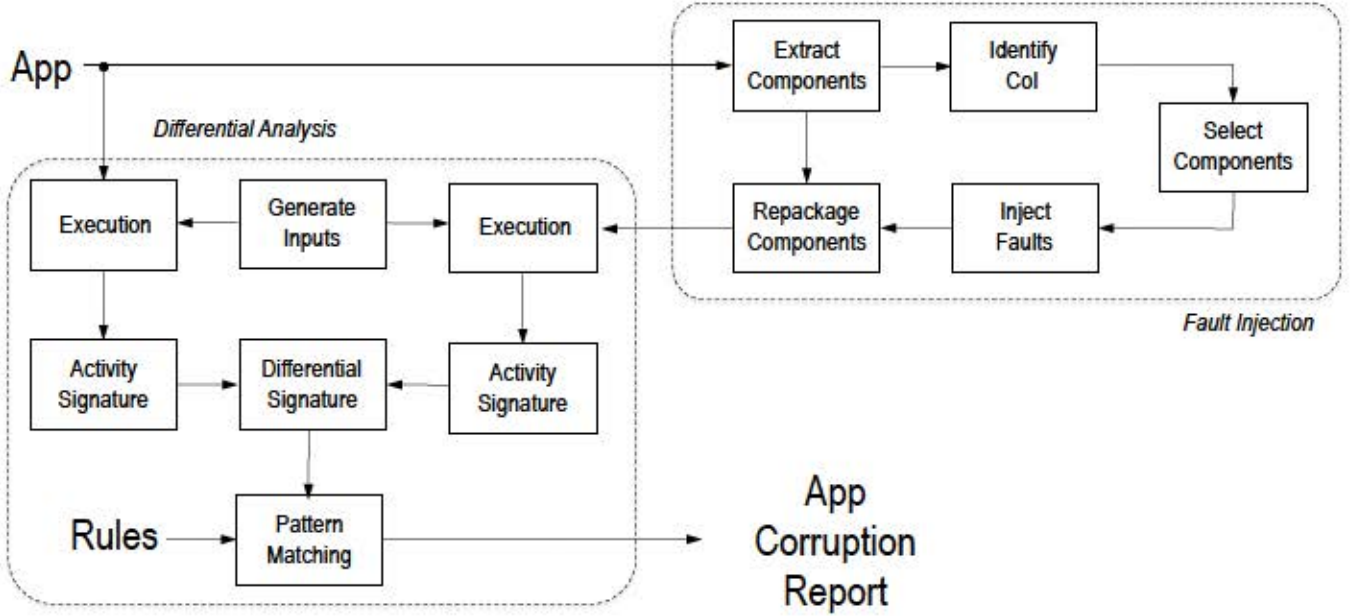 App
Extract
Components
Identify
CoI
Select
Components
Differential Analysis
Execution
Generate
Inputs
Execution
Repackage
Components
Inject
Faults
Fault Injection
Activity
Signature
Differential
Signature
Activity
Signature
Rules
Pattern
Matching
App
Corruption
Report